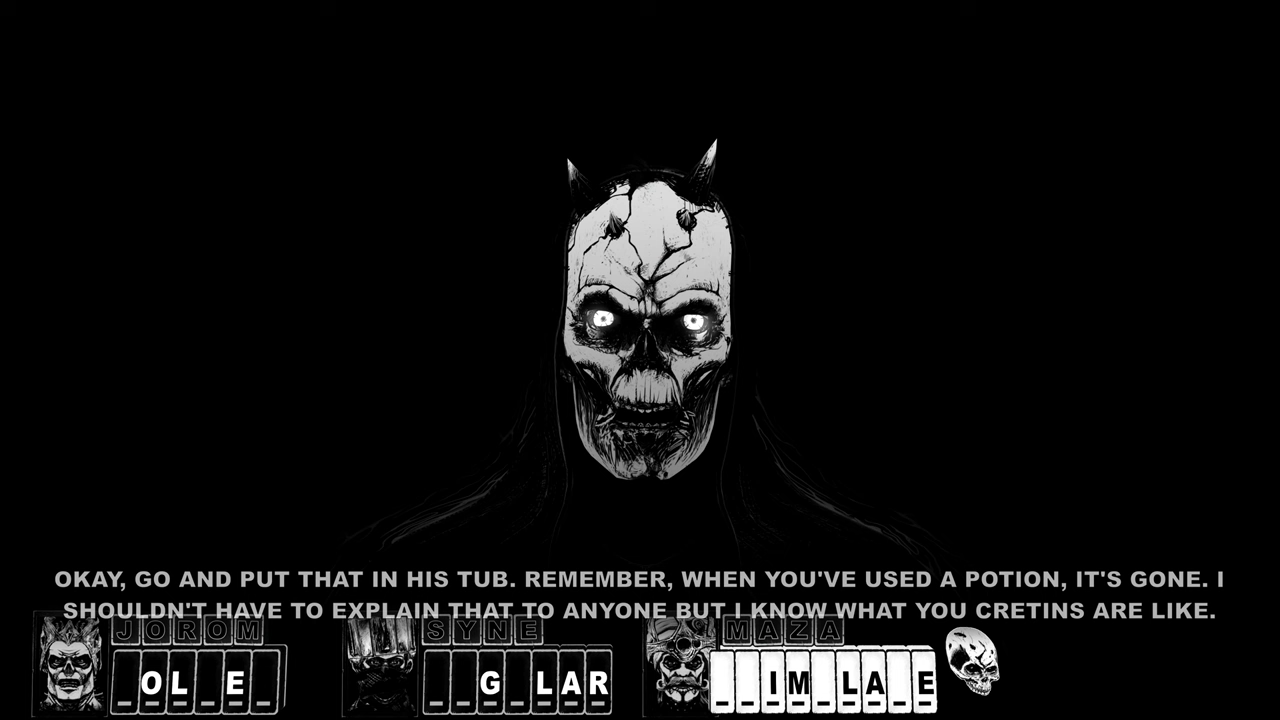 OKAY, GO AND PUT THAT IN HIS TUB. REMEMBER, WHEN YOU'VE USED A POTION, IT'S GONE. I
SHOULDN'T HAVE TO EXPLAIN THAT TO ANYONE BUT I KNOW WHAT YOU CRETINS ARE LIKE.
JOROM SYNE MAZA
_OL_E_ __G_LAR __IM_LA_E